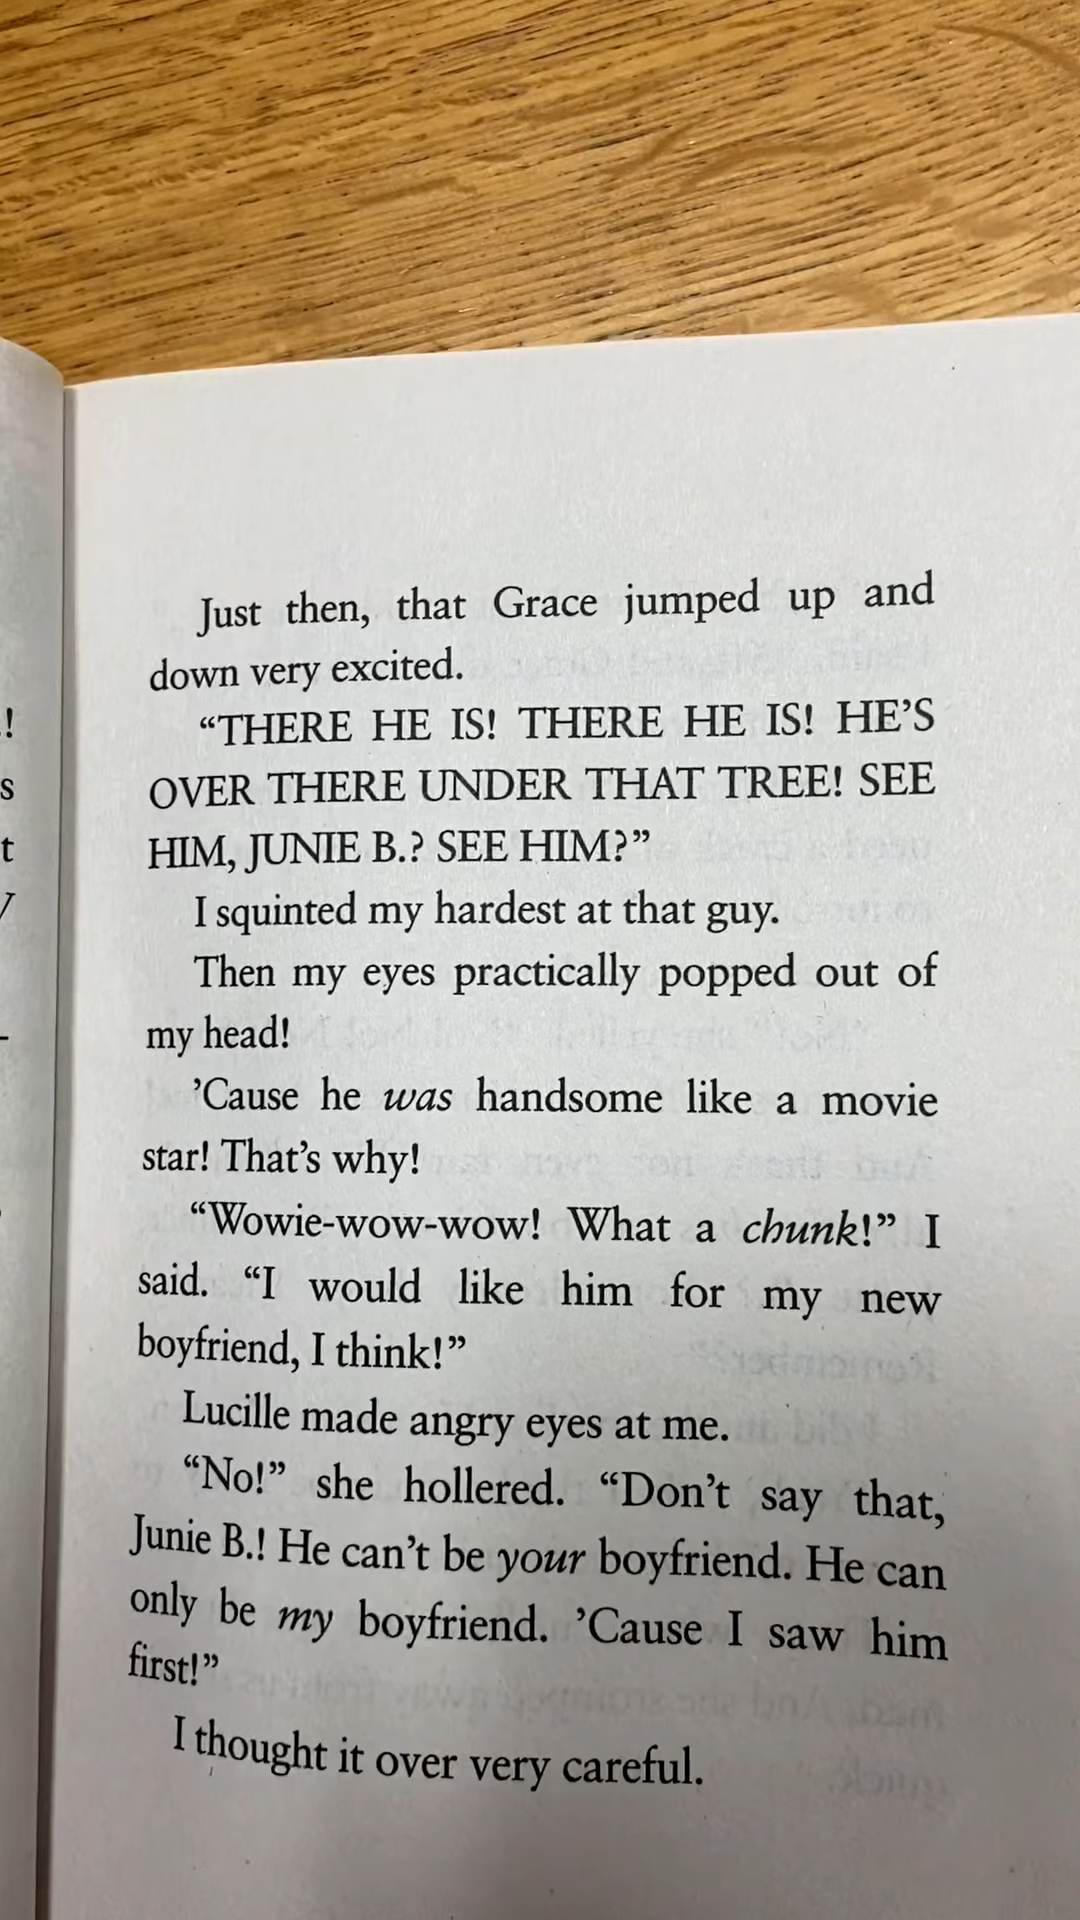 Just then, that Grace jumped up and
down very excited.
“THERE HE IS! THERE HE IS! HE’S
OVER THERE UNDER THAT TREE! SEE
HIM, JUNIE B.? SEE HIM?”
I squinted my hardest at that guy.
Then my eyes practically popped out of
my head!
’Cause he was handsome like a movie
star! That’s why!
“Wowie-wow-wow! What a chunk!” I
said. “I would like him for my new
boyfriend, I think!”
Lucille made angry eyes at me.
“No!” she hollered. “Don’t say that,
Junie B.! He can’t be your boyfriend. He can
only be my boyfriend. ’Cause I saw him
first!”
I thought it over very careful.